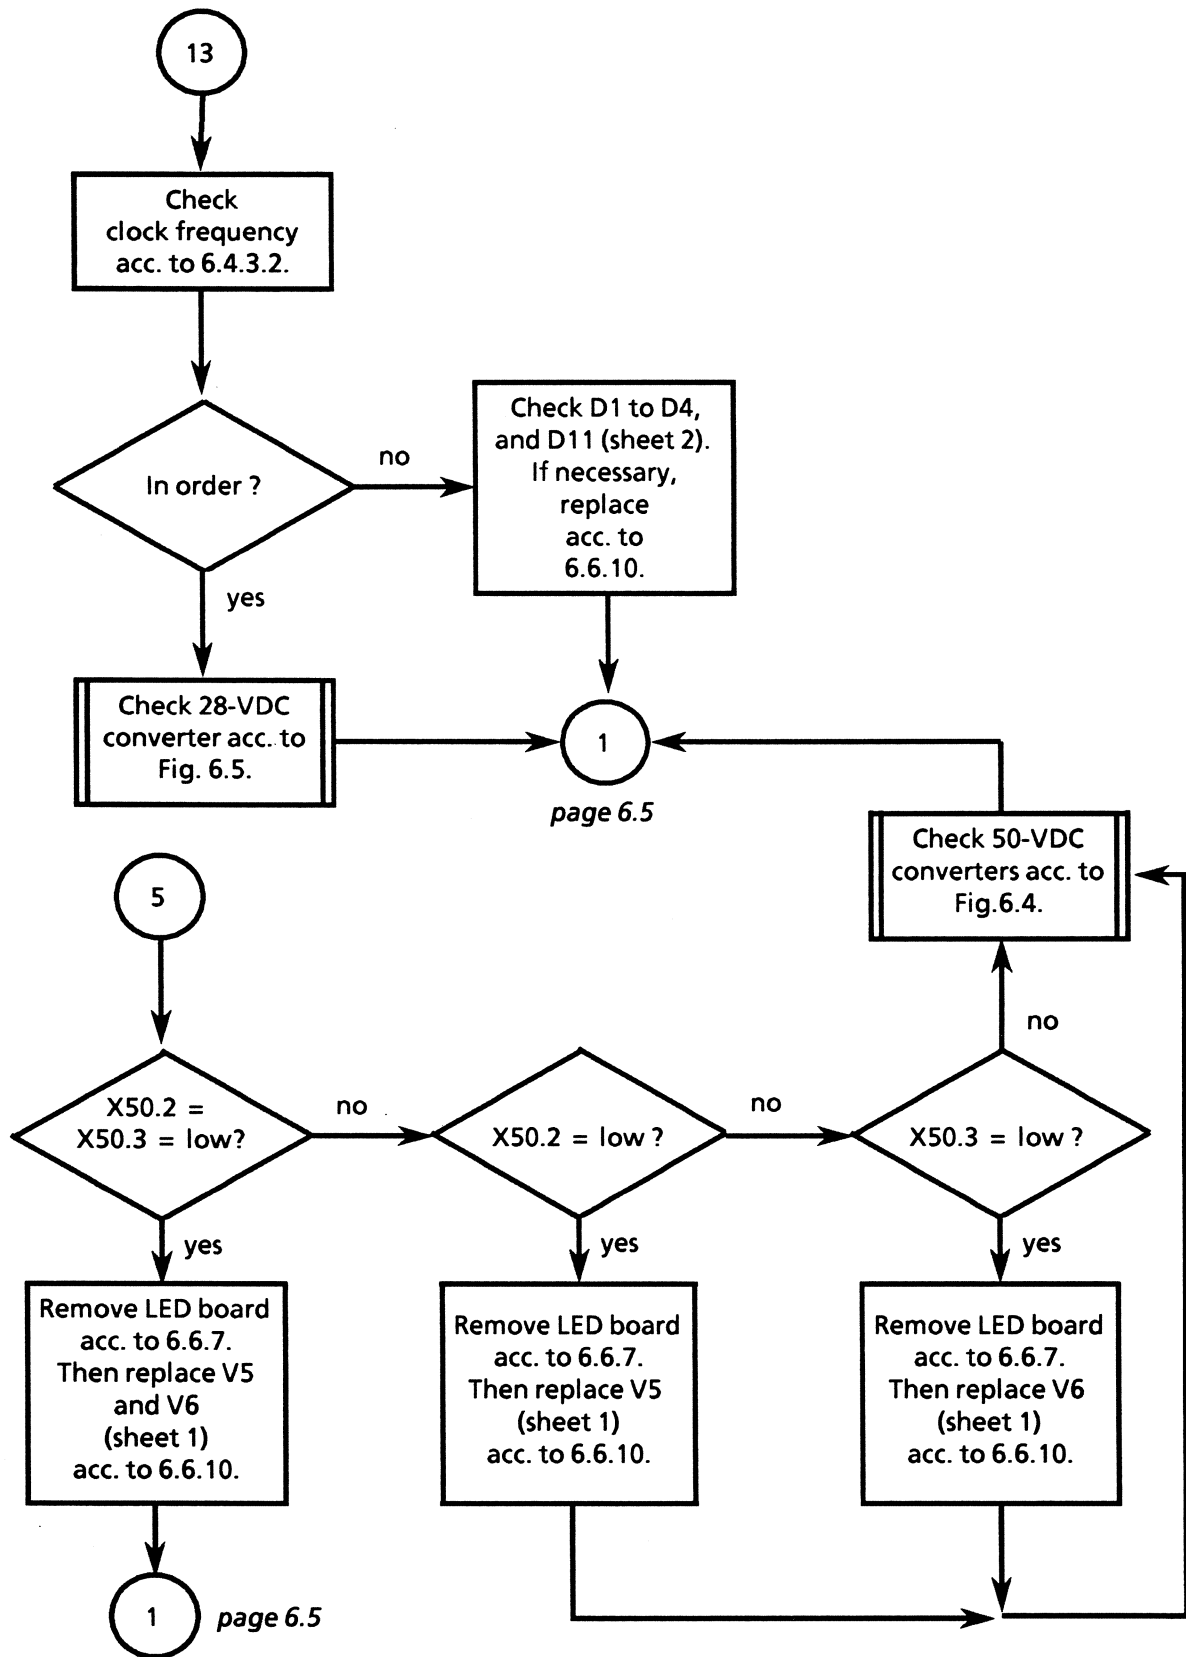 13
Check
clock frequency
acc. to 6.4.3.2.
In order ?
no
Check D1 to D4,
and D11 (sheet 2).
If necessary,
replace
acc. to
6.6.10.
yes
Check 28-VDC
converter acc. to
Fig. 6.5.
1
page 6.5
Check 50-VDC
converters acc. to
Fig.6.4.
5
no
X50.2 =
X50.3 = low?
no
X50.2 = low ?
no
X50.3 = low ?
yes
yes
yes
Remove LED board
acc. to 6.6.7.
Then replace V5
and V6
(sheet 1)
acc. to 6.6.10.
Remove LED board
acc. to 6.6.7.
Then replace V5
(sheet 1)
acc. to 6.6.10.
Remove LED board
acc. to 6.6.7.
Then replace V6
(sheet 1)
acc. to 6.6.10.
1
page 6.5